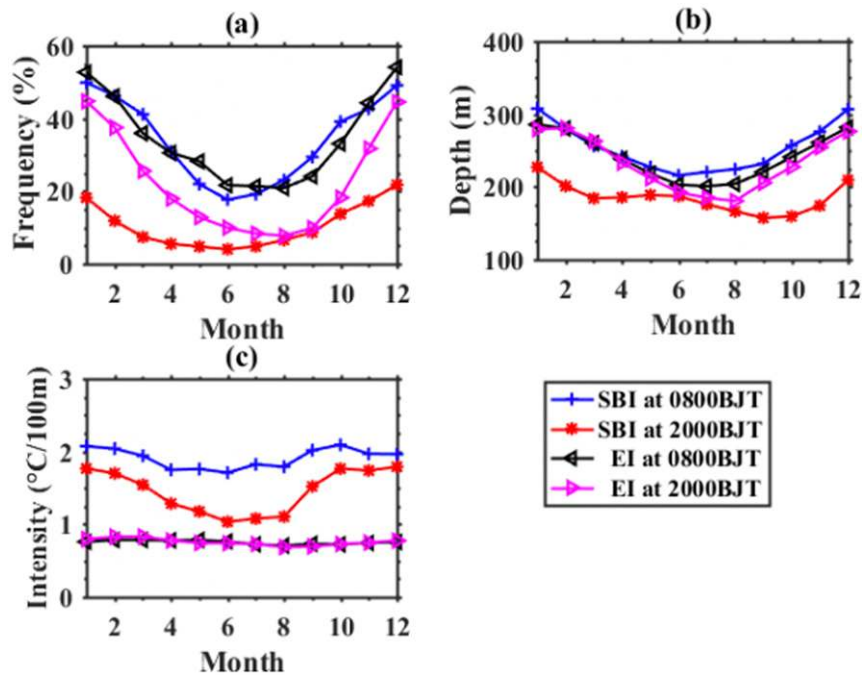 (a)
60
40
20
0
Frequency (%)
2 4 6 8 10 12
Month
(b)
400
300
200
100
Depth (m)
2 4 6 8 10 12
Month
(c)
3
2
1
0
Intensity (°C/100m)
2 4 6 8 10 12
Month
SBI at 0800BJT
SBI at 2000BJT
EI at 0800BJT
EI at 2000BJT